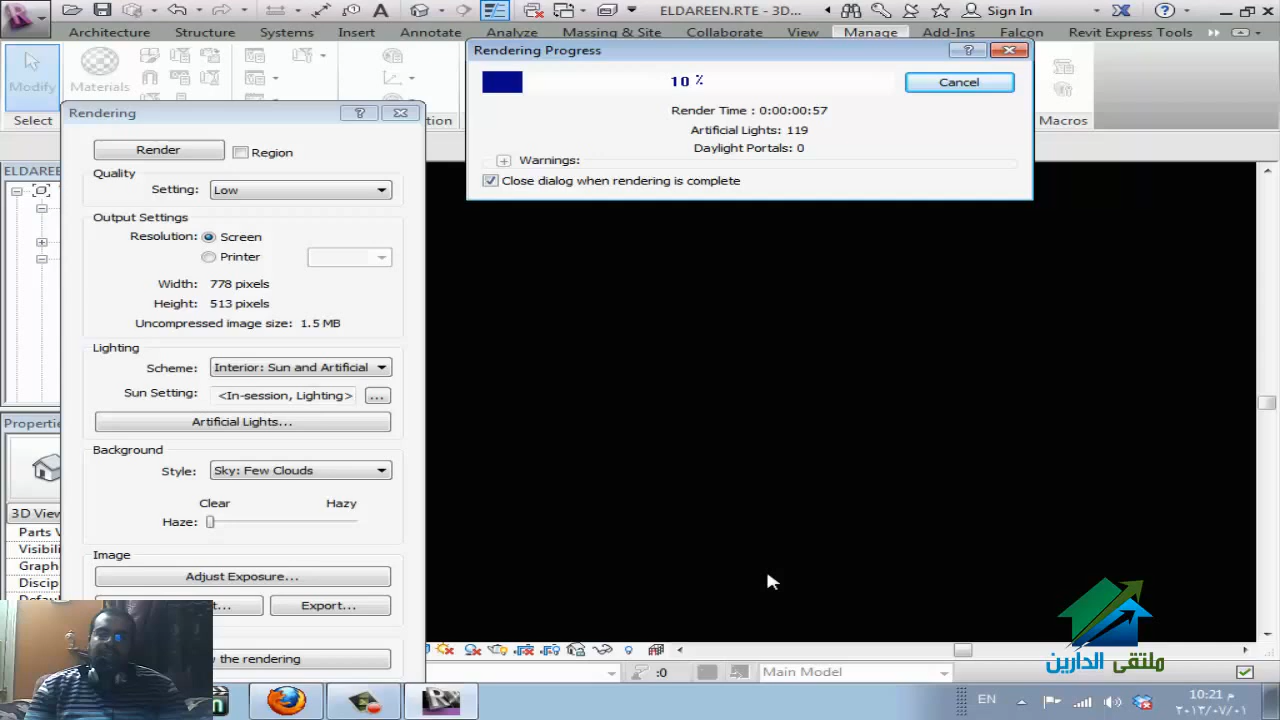 ELDAREEN.RTE - 3D...
Sign In
Architecture
Structure
Systems
Insert
Annotate
Analyze
Massing & Site
Collaborate
View
Manage
Add-Ins
Falcon
Revit Express Tools
Modify
Materials
Select
Macros
Rendering Progress
10 %
Cancel
Render Time : 0:00:00:57
Artificial Lights: 119
Daylight Portals: 0
Warnings:
Close dialog when rendering is complete
Rendering
Render
Region
Quality
Setting: Low
Output Settings
Resolution: Screen
Printer
Width: 778 pixels
Height: 513 pixels
Uncompressed image size: 1.5 MB
Lighting
Scheme: Interior: Sun and Artificial
Sun Setting: <In-session, Lighting>
...
Artificial Lights...
Background
Style: Sky: Few Clouds
Clear Hazy
Haze:
Image
Adjust Exposure...
Export...
the rendering
3D View
Parts V
Visibili
Graph
Discip
:0
Main Model
ملتقى الدارين
EN
10:21 م
٢٠١٣/٠٧/٠١